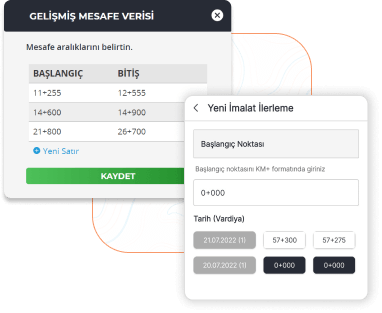 GELİŞMİŞ MESAFE VERİSİ
Mesafe aralıklarını belirtin.
BAŞLANGIÇ BİTİŞ
11+255 12+555
14+600 14+900
21+800 26+700
Yeni Satır
KAYDET
Yeni İmalat İlerleme
Başlangıç Noktası
Başlangıç noktasını KM+ formatında giriniz
0+000
Tarih (Vardiya)
21.07.2022 (1) 57+300 57+275
20.07.2022 (1) 0+000 0+000